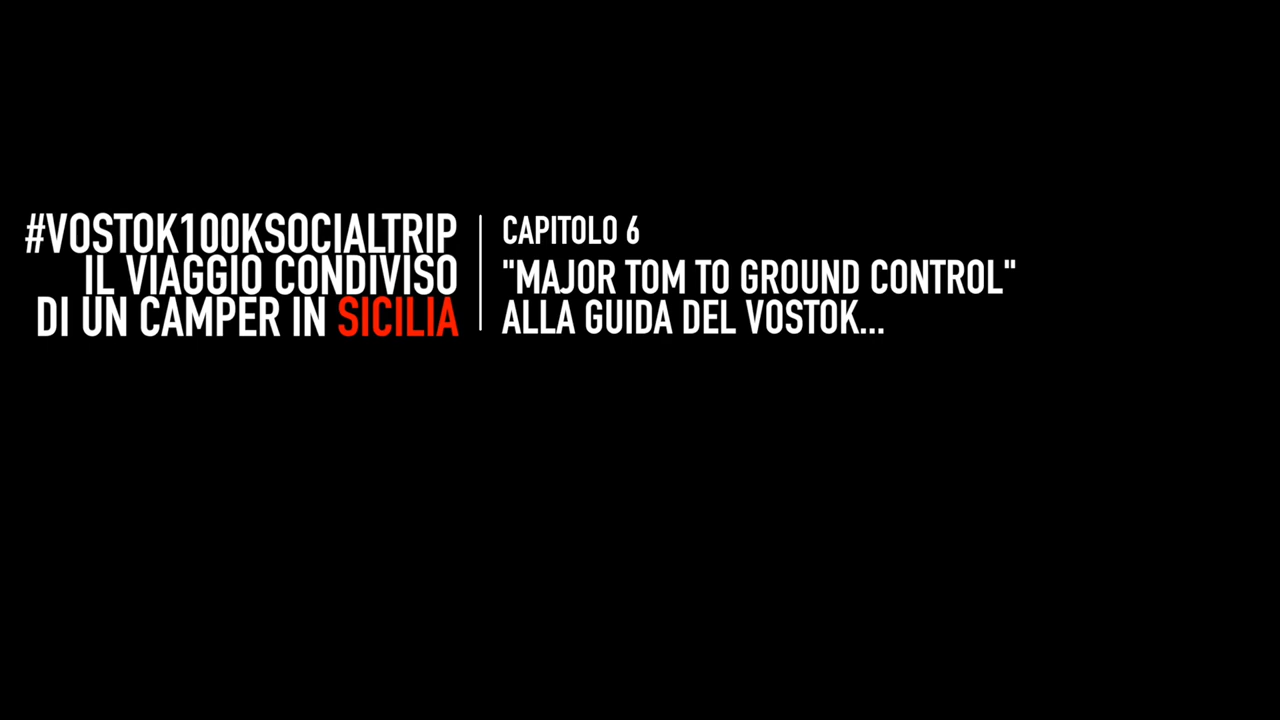 #VOSTOK100KSOCIALTRIP
IL VIAGGIO CONDIVISO
DI UN CAMPER IN SICILIA
CAPITOLO 6
"MAJOR TOM TO GROUND CONTROL"
ALLA GUIDA DEL VOSTOK...